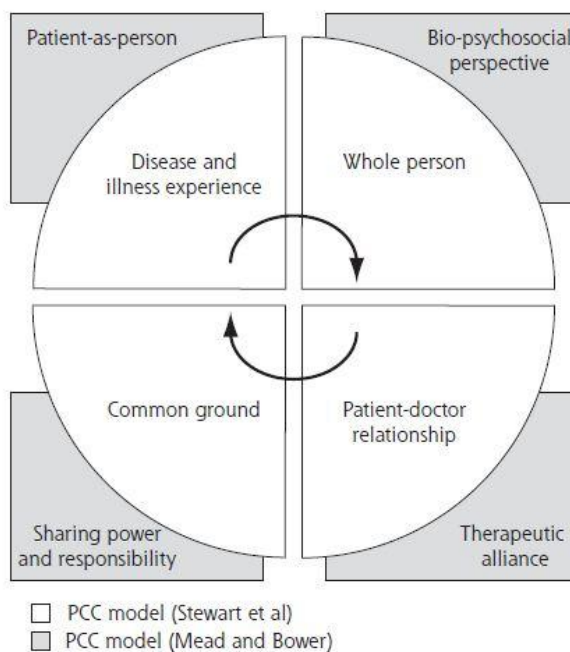 Patient-as-person
Bio-psychosocial
perspective
Disease and
illness experience
Whole person
Common ground
Patient-doctor
relationship
Sharing power
and responsibility
Therapeutic
alliance
PCC model (Stewart et al)
PCC model (Mead and Bower)